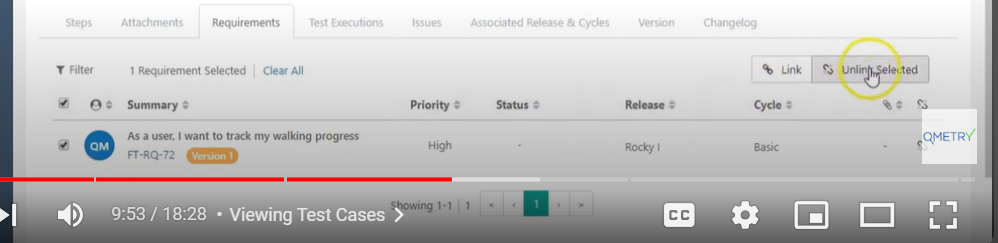 Steps Attachments Requirements Test Executions Issues Associated Release & Cycles Version Changelog
Filter 1 Requirement Selected Clear All Link Unlink Selected
Summary Priority Status Release Cycle
QM As a user, I want to track my walking progress High - Rocky I Basic -
FT-RQ-72 Version 1
QMETRY
Showing 1-1 | 1 « ‹ 1 › »
9:53 / 18:28 • Viewing Test Cases > CC